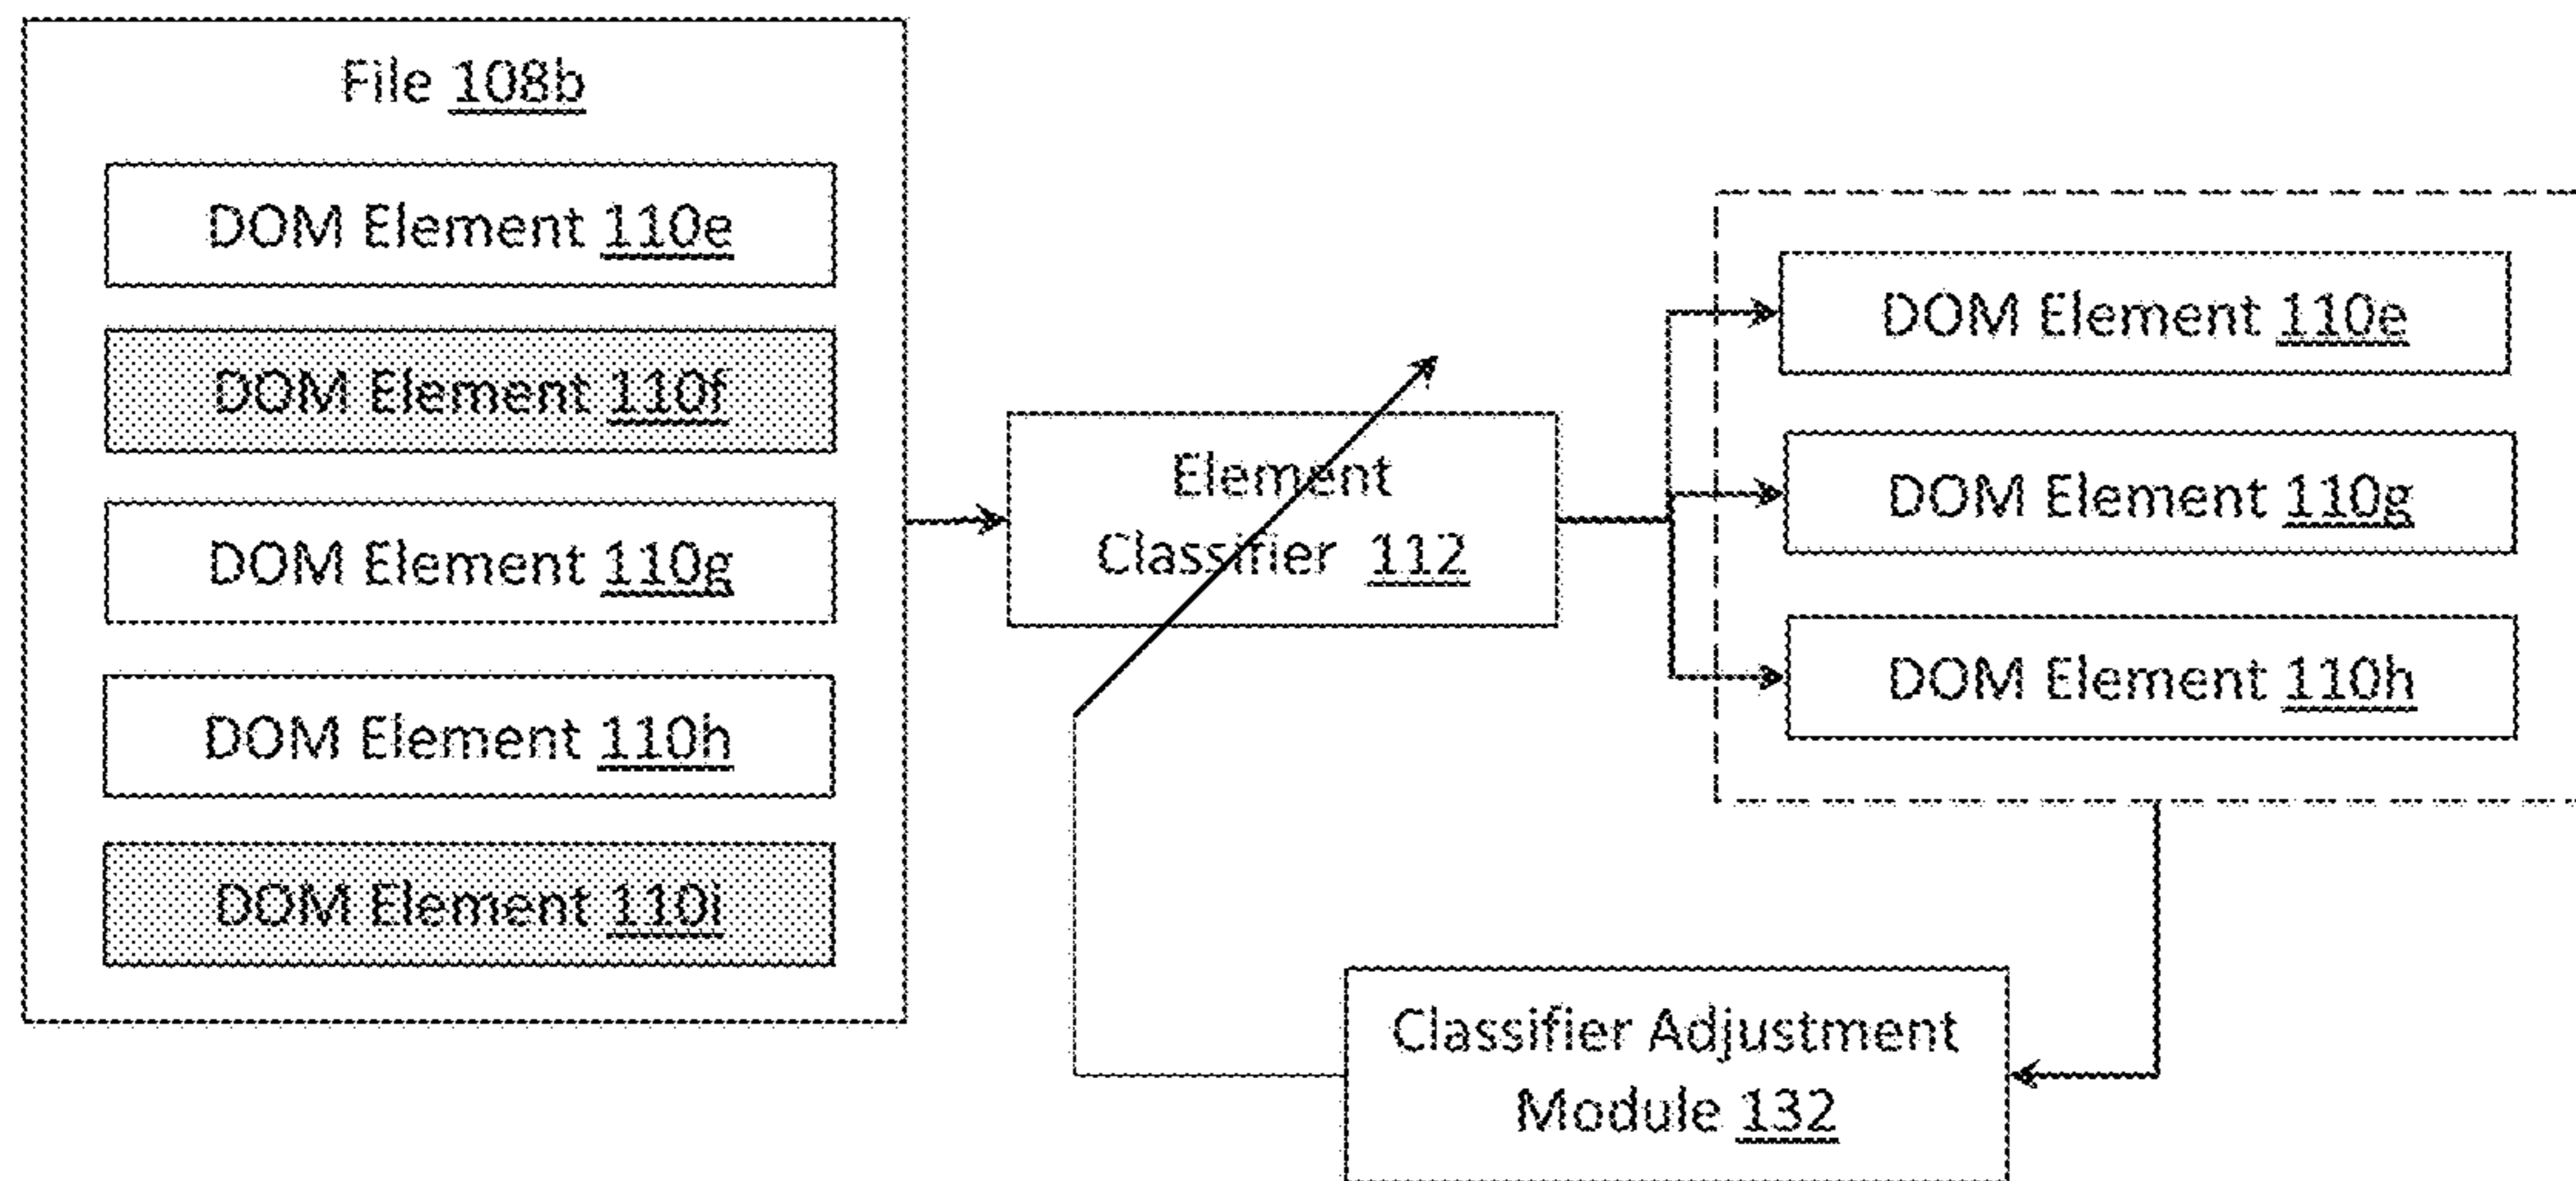 File 108b
DOM Element 110e
DOM Element 110f
DOM Element 110g
DOM Element 110h
DOM Element 110i
Element
Classifier 112
DOM Element 110e
DOM Element 110g
DOM Element 110h
Classifier Adjustment
Module 132